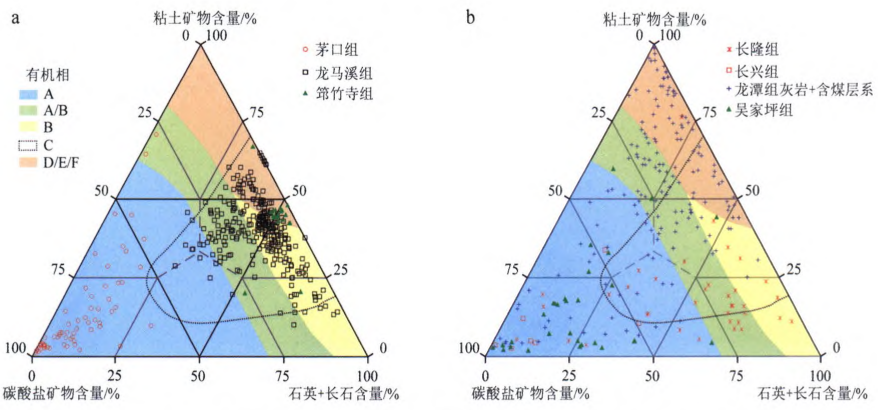 a
粘土矿物含量/%
0 100
茅口组
龙马溪组
筇竹寺组
有机相
A
A/B
B
C
D/E/F
25 75
50 50
75 25
100 0
0 25 50 75 100
碳酸盐矿物含量/% 石英+长石含量/%
b
粘土矿物含量/%
0 100
长隆组
长兴组
龙潭组灰岩+含煤层系
吴家坪组
25 75
50 50
75 25
100 0
0 25 50 75 100
碳酸盐矿物含量/% 石英+长石含量/%